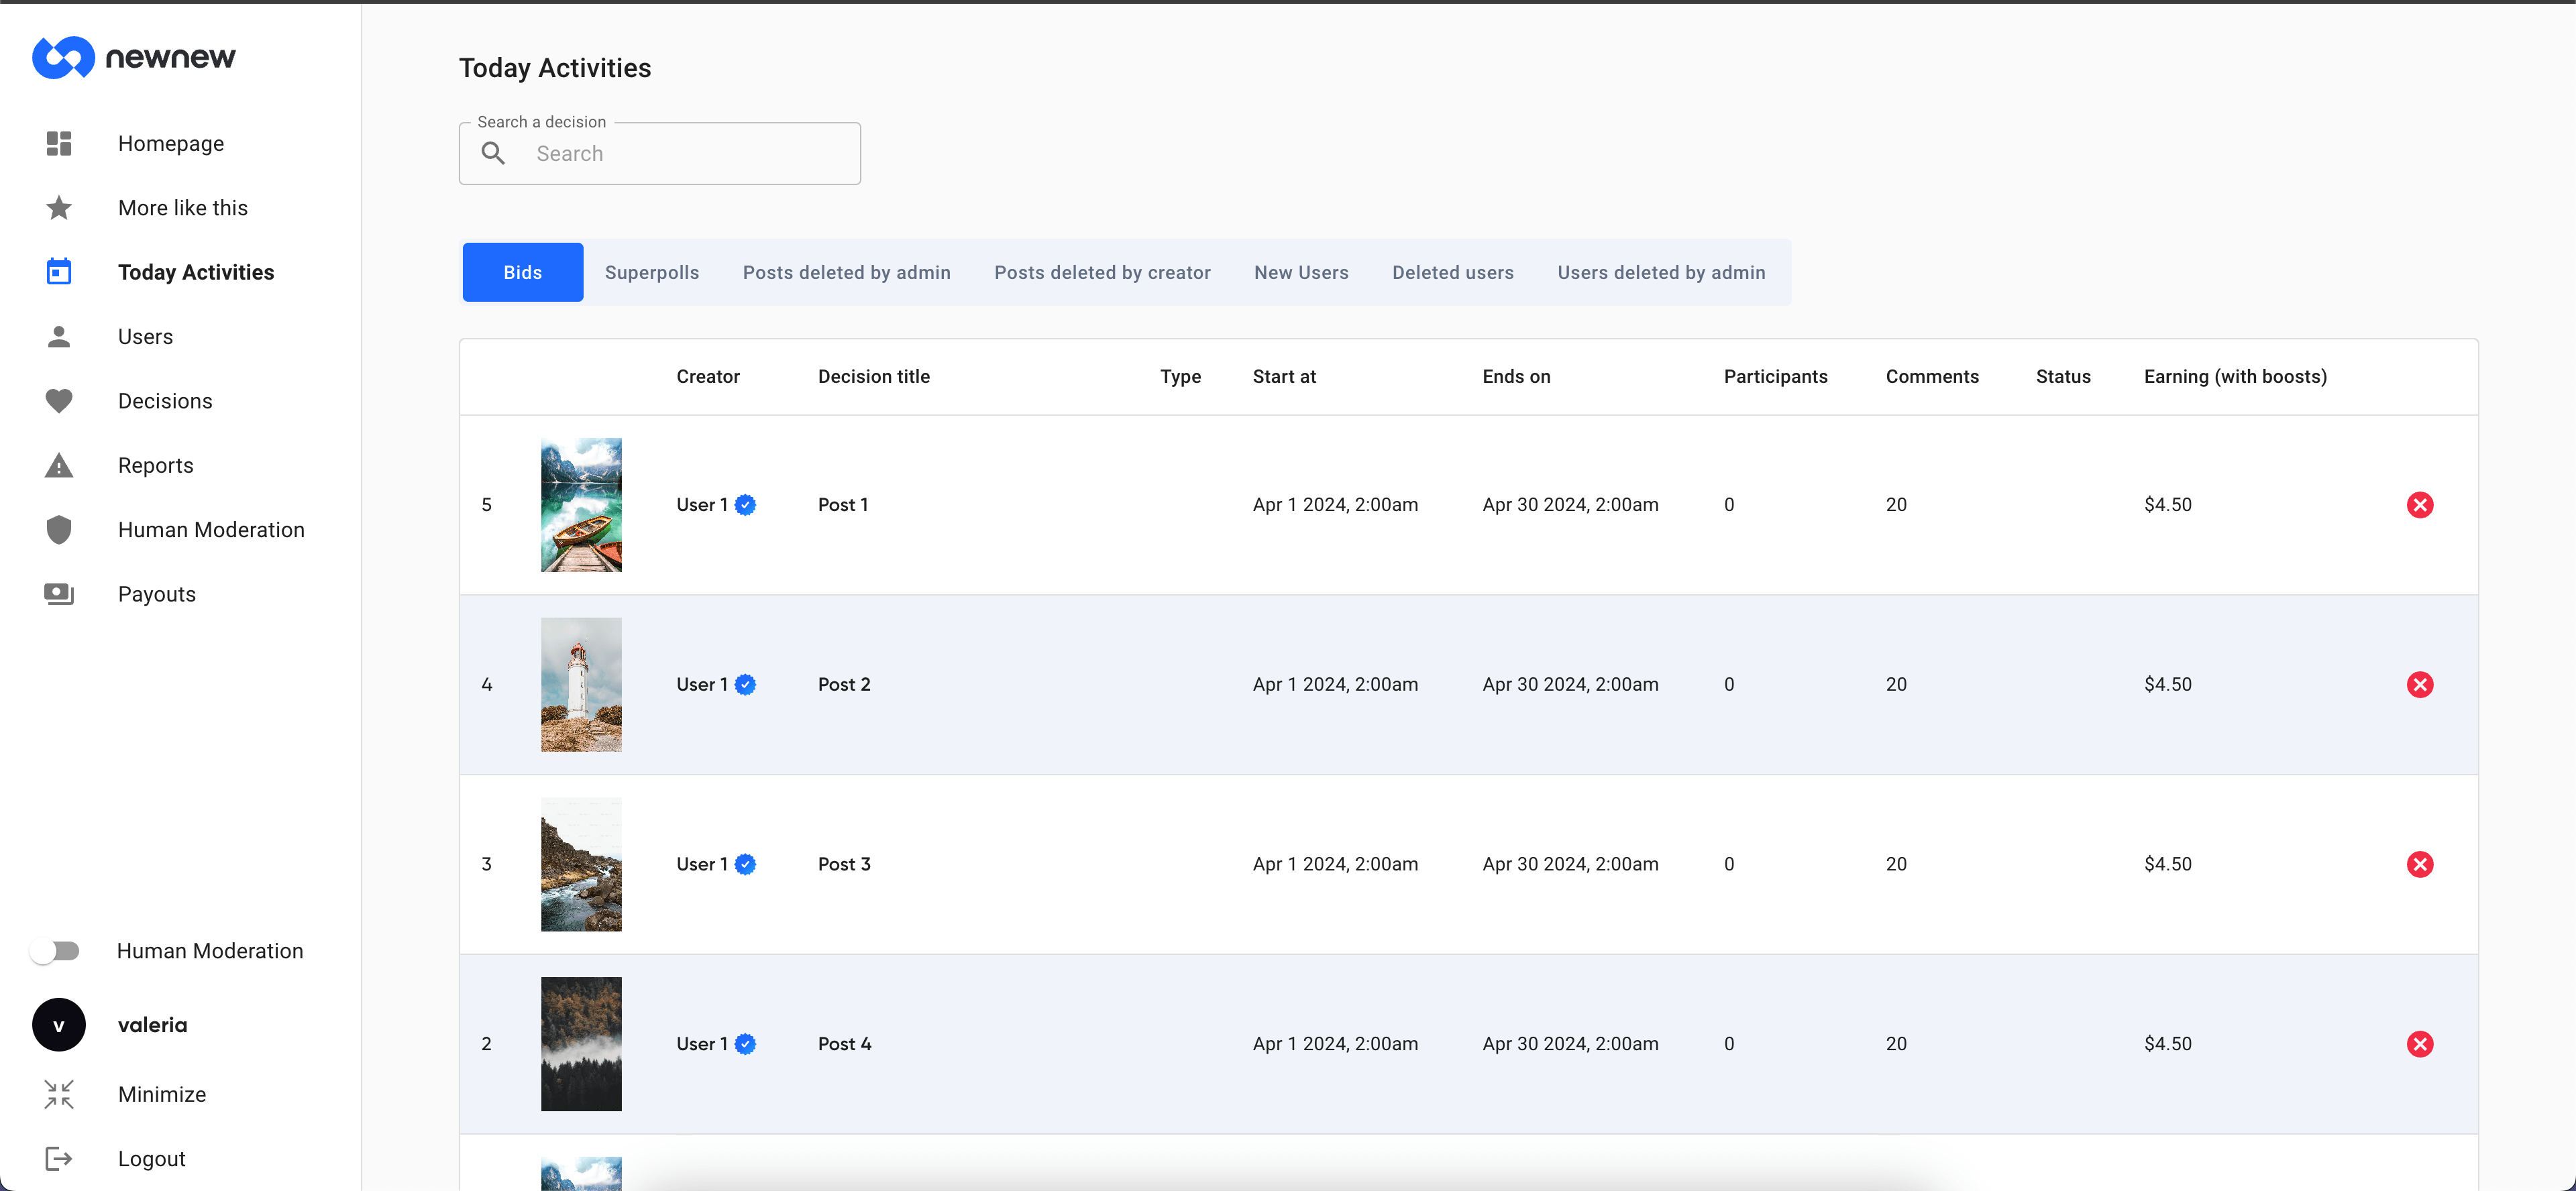 newnew
Homepage
More like this
Today Activities
Users
Decisions
Reports
Human Moderation
Payouts
Human Moderation
v
valeria
Minimize
Logout
Today Activities
Search a decision
Search
Bids Superpolls Posts deleted by admin Posts deleted by creator New Users Deleted users Users deleted by admin
Creator Decision title Type Start at Ends on Participants Comments Status Earning (with boosts)
5 User 1 Post 1 Apr 1 2024, 2:00am Apr 30 2024, 2:00am 0 20 $4.50
4 User 1 Post 2 Apr 1 2024, 2:00am Apr 30 2024, 2:00am 0 20 $4.50
3 User 1 Post 3 Apr 1 2024, 2:00am Apr 30 2024, 2:00am 0 20 $4.50
2 User 1 Post 4 Apr 1 2024, 2:00am Apr 30 2024, 2:00am 0 20 $4.50